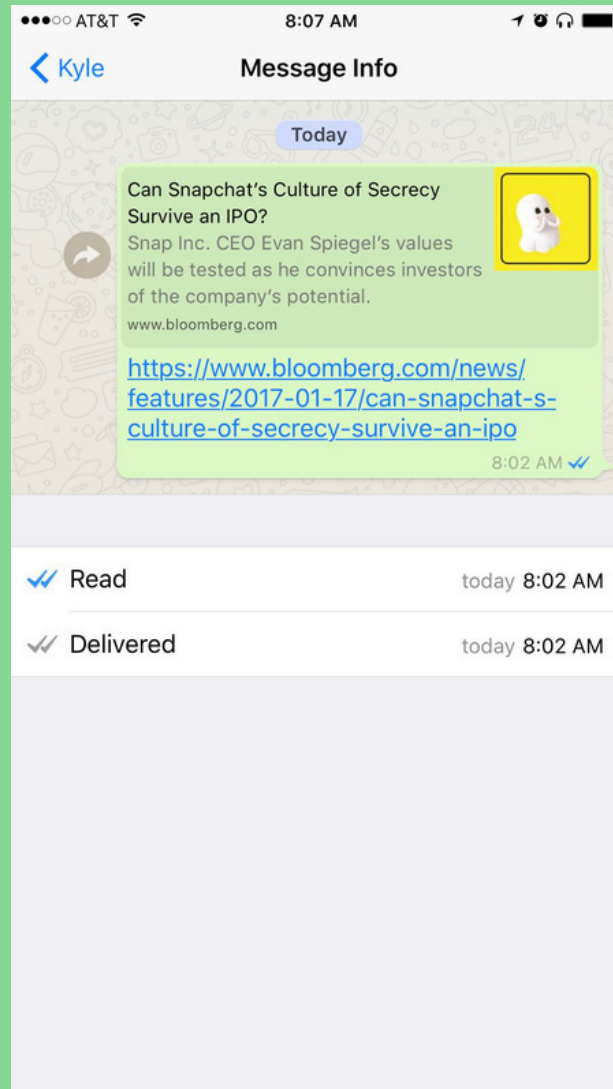 AT&T 8:07 AM
Kyle Message Info
Today
Can Snapchat’s Culture of Secrecy
Survive an IPO?
Snap Inc. CEO Evan Spiegel’s values
will be tested as he convinces investors
of the company’s potential.
www.bloomberg.com
https://www.bloomberg.com/news/
features/2017-01-17/can-snapchat-s-
culture-of-secrecy-survive-an-ipo
8:02 AM
Read today 8:02 AM
Delivered today 8:02 AM